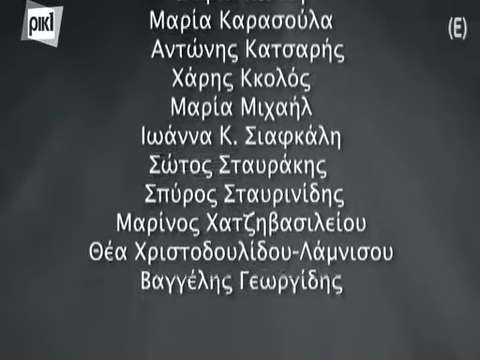 ρικ1
(Ε)
Μαρία Καρασούλα
Αντώνης Κατσαρής
Χάρης Κκολός
Μαρία Μιχαήλ
Ιωάννα Κ. Σιαφκάλη
Σώτος Σταυράκης
Σπύρος Σταυρινίδης
Μαρίνος Χατζηβασιλείου
Θέα Χριστοδουλίδου-Λάμνισου
Βαγγέλης Γεωργίδης